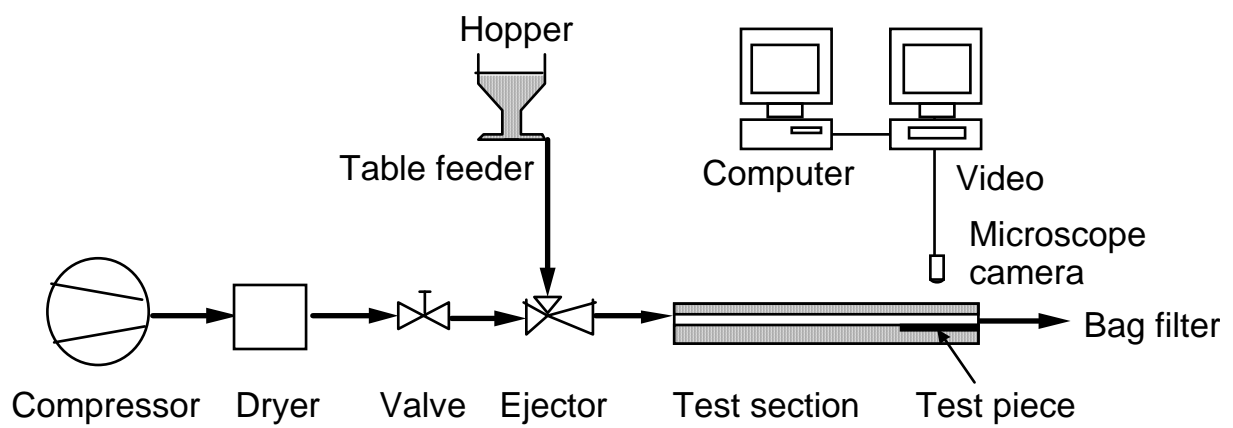 Hopper
Table feeder
Computer
Video
Microscope
camera
Bag filter
Compressor
Dryer
Valve
Ejector
Test section
Test piece